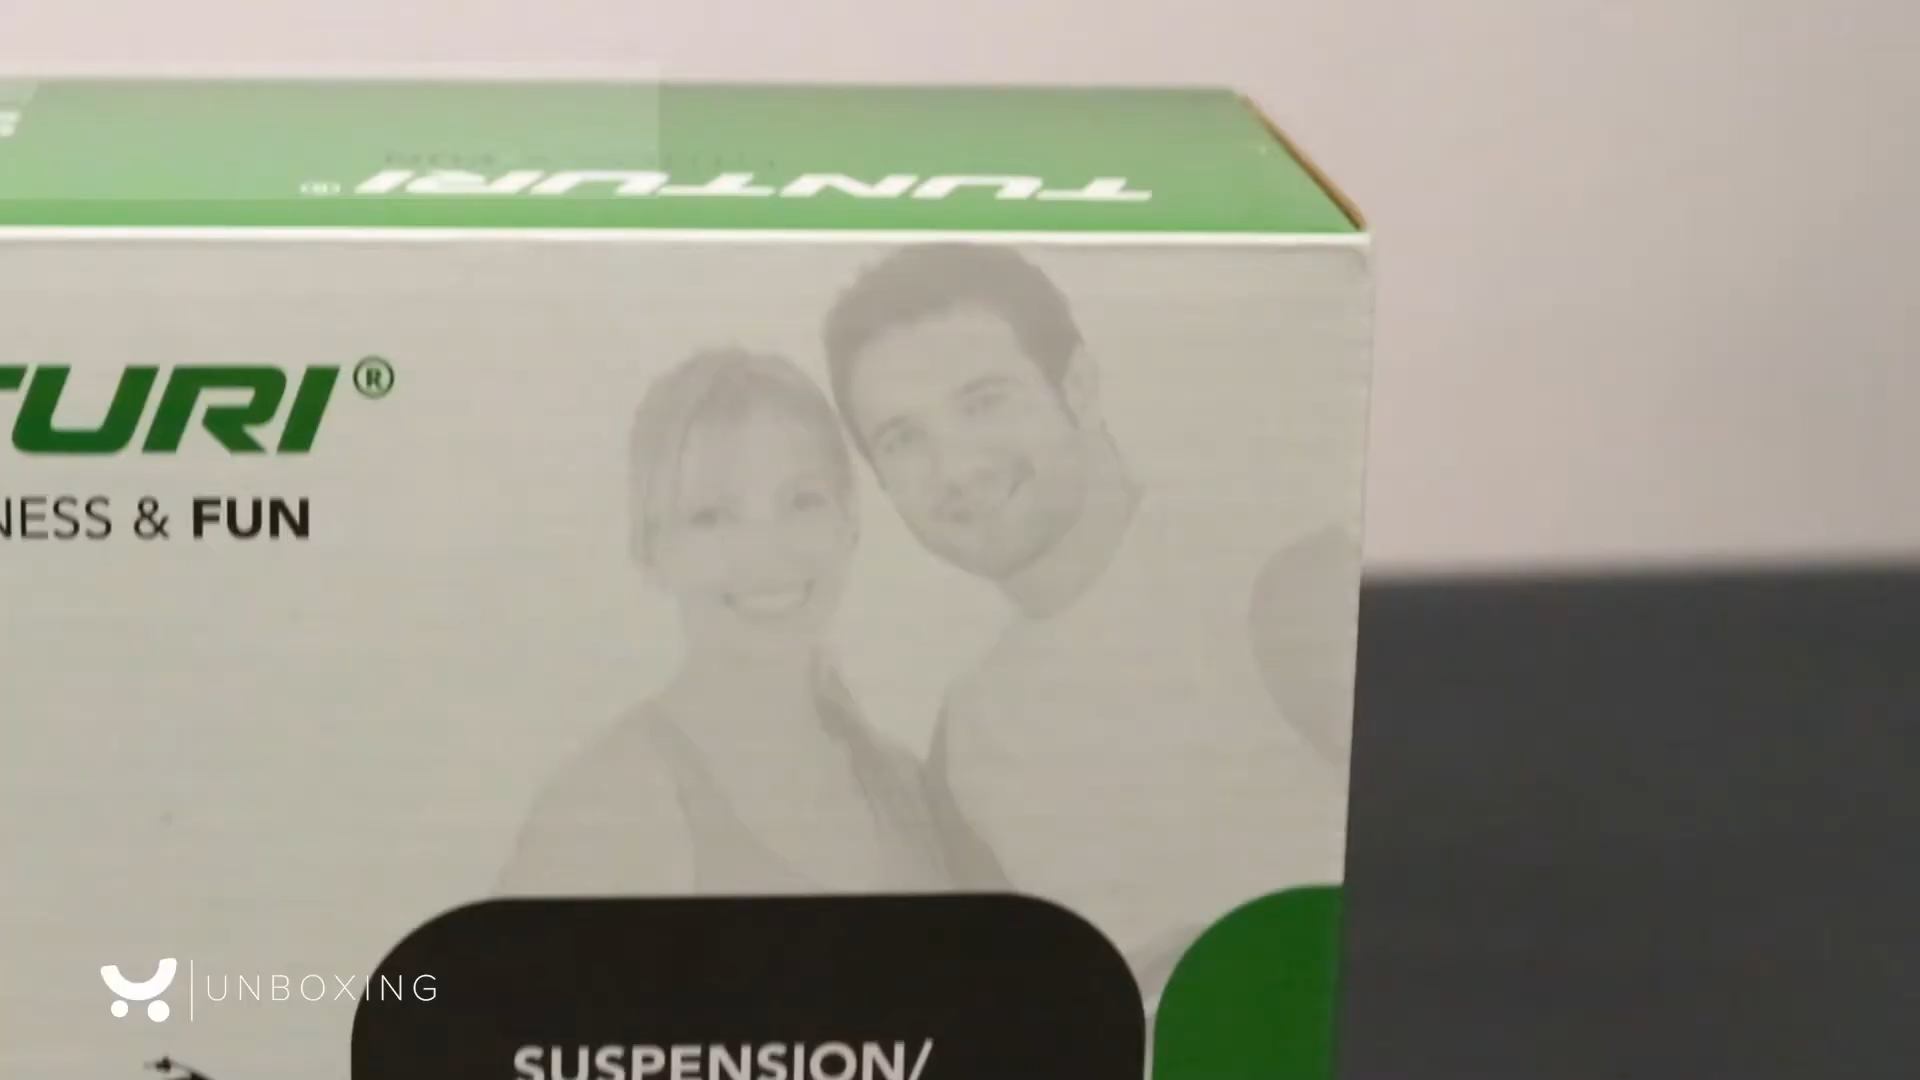 TUNTURI®
TURI®
NESS & FUN
SUSPENSION/
UNBOXING